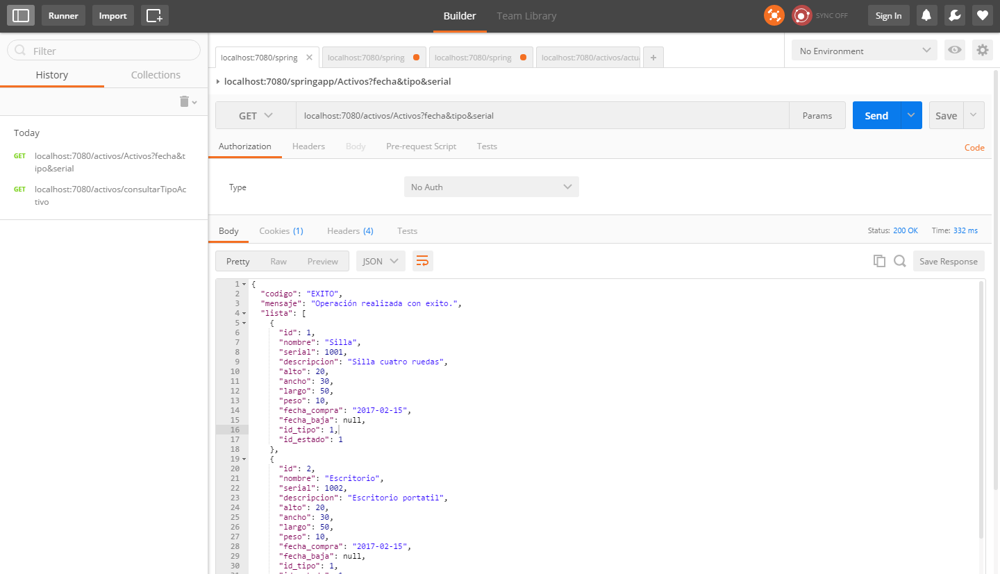 Runner Import Builder Team Library SYNC OFF Sign In
Filter
History Collections
Today
GET localhost:7080/activos/Activos?fecha&t
ipo&serial
GET localhost:7080/activos/consultarTipoAc
tivo
localhost:7080/spring localhost:7080/spring localhost:7080/spring localhost:7080/activos/actu
No Environment
localhost:7080/springapp/Activos?fecha&tipo&serial
GET localhost:7080/activos/Activos?fecha&tipo&serial Params Send Save
Authorization Headers Body Pre-request Script Tests Code
Type No Auth
Body Cookies (1) Headers (4) Tests Status: 200 OK Time: 332 ms
Pretty Raw Preview JSON Save Response
1 {
2 "codigo": "EXITO",
3 "mensaje": "Operación realizada con exito.",
4 "lista": [
5 {
6 "id": 1,
7 "nombre": "Silla",
8 "serial": 1001,
9 "descripcion": "Silla cuatro ruedas",
10 "alto": 20,
11 "ancho": 30,
12 "largo": 50,
13 "peso": 10,
14 "fecha_compra": "2017-02-15",
15 "fecha_baja": null,
16 "id_tipo": 1,
17 "id_estado": 1
18 },
19 {
20 "id": 2,
21 "nombre": "Escritorio",
22 "serial": 1002,
23 "descripcion": "Escritorio portatil",
24 "alto": 20,
25 "ancho": 30,
26 "largo": 50,
27 "peso": 10,
28 "fecha_compra": "2017-02-15",
29 "fecha_baja": null,
30 "id_tipo": 1,